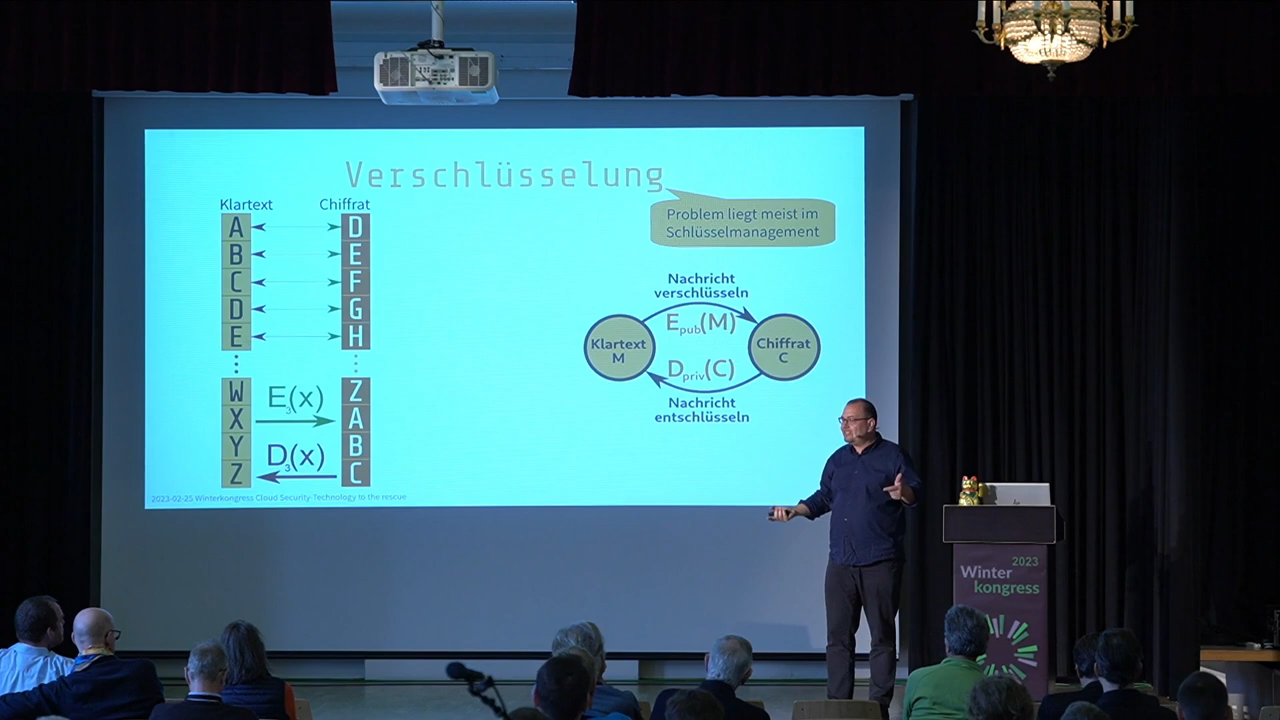 Verschlüsselung
Klartext Chiffrat
A D
B E
C F
D G
E H
W Z
X A
Y B
Z C
E₃(x)
D₃(x)
Problem liegt meist im
Schlüsselmanagement
Nachricht
verschlüsseln
Epub(M)
Klartext
M
Chiffrat
C
Dpriv(C)
Nachricht
entschlüsseln
2023-02-25 Winterkongress Cloud Security-Technology to the rescue
2023
Winter
kongress